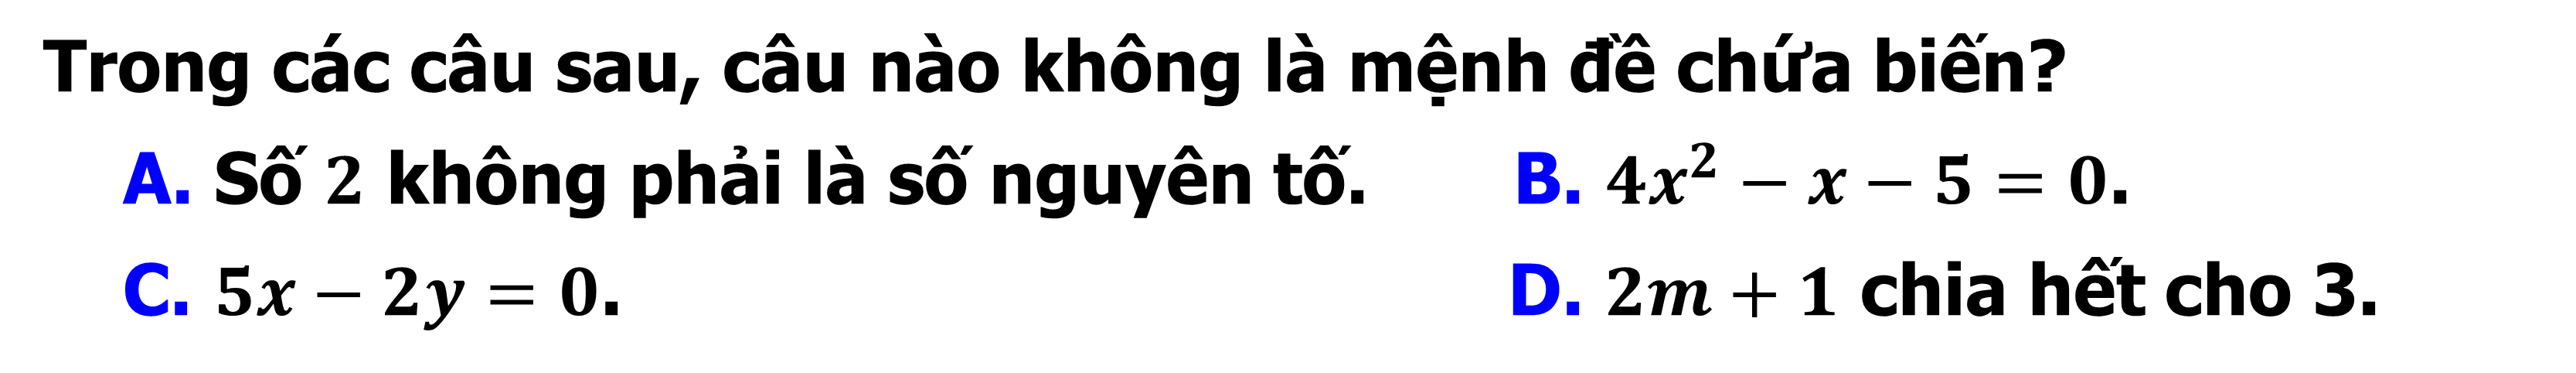 Trong các câu sau, câu nào không là mệnh đề chứa biến?
A. Số 2 không phải là số nguyên tố. B. 4x² − x − 5 = 0.
C. 5x − 2y = 0. D. 2m + 1 chia hết cho 3.